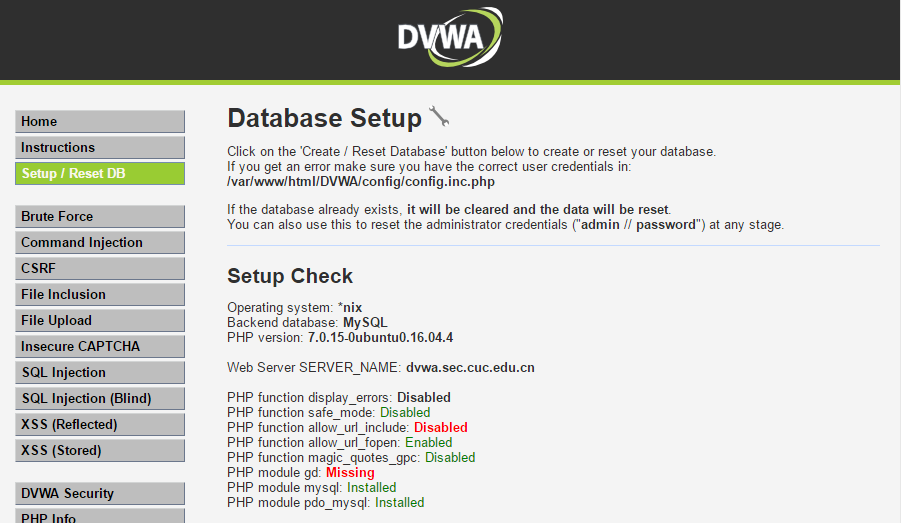 DVWA
Home
Instructions
Setup / Reset DB
Brute Force
Command Injection
CSRF
File Inclusion
File Upload
Insecure CAPTCHA
SQL Injection
SQL Injection (Blind)
XSS (Reflected)
XSS (Stored)
DVWA Security
PHP Info
Database Setup
Click on the 'Create / Reset Database' button below to create or reset your database.
If you get an error make sure you have the correct user credentials in:
/var/www/html/DVWA/config/config.inc.php
If the database already exists, it will be cleared and the data will be reset.
You can also use this to reset the administrator credentials ("admin // password") at any stage.
Setup Check
Operating system: *nix
Backend database: MySQL
PHP version: 7.0.15-0ubuntu0.16.04.4
Web Server SERVER_NAME: dvwa.sec.cuc.edu.cn
PHP function display_errors: Disabled
PHP function safe_mode: Disabled
PHP function allow_url_include: Disabled
PHP function allow_url_fopen: Enabled
PHP function magic_quotes_gpc: Disabled
PHP module gd: Missing
PHP module mysql: Installed
PHP module pdo_mysql: Installed